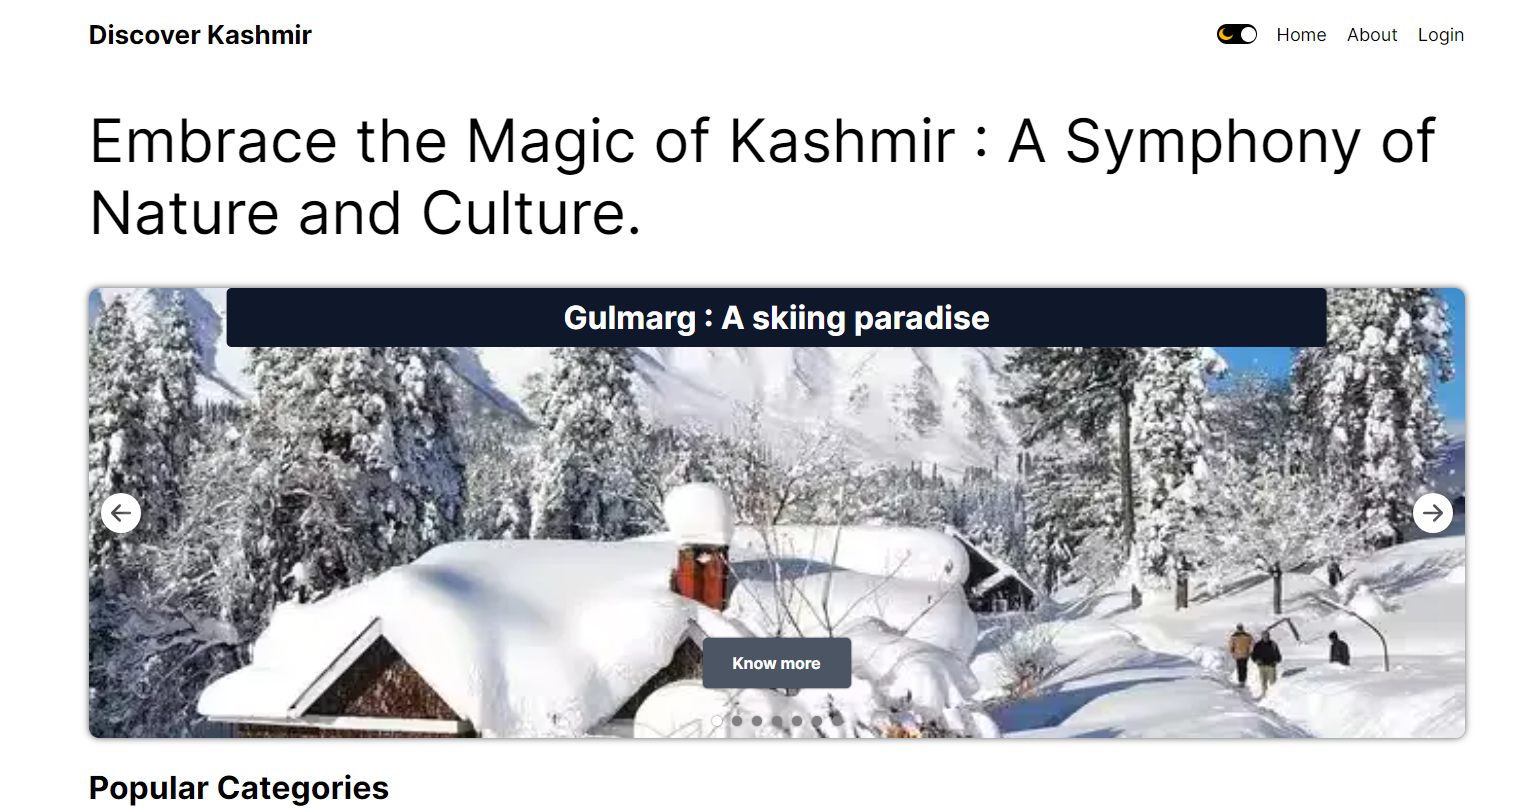 Discover Kashmir
Home About Login
Embrace the Magic of Kashmir : A Symphony of
Nature and Culture.
Gulmarg : A skiing paradise
Know more
Popular Categories